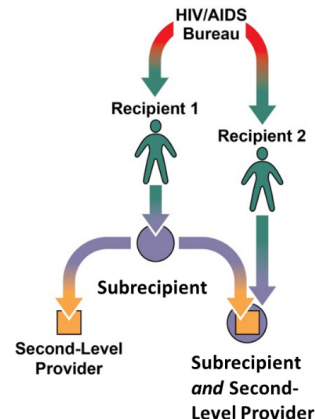 HIV/AIDS
Bureau
Recipient 1
Recipient 2
Subrecipient
Second-Level
Provider
Subrecipient
and Second-
Level Provider